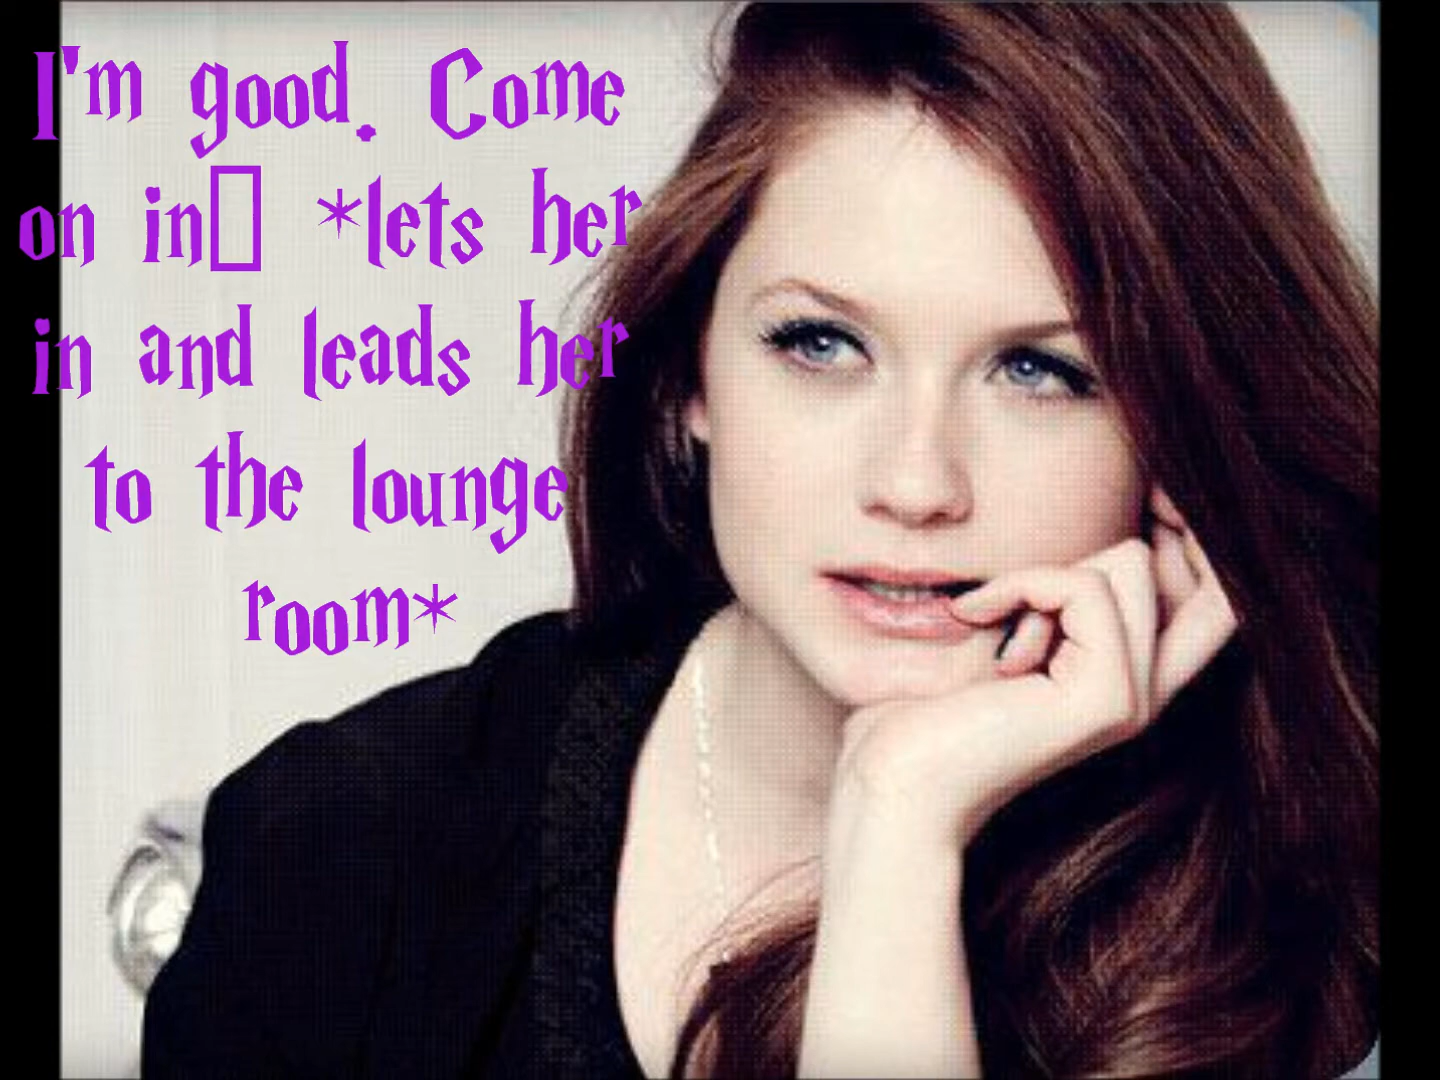 I'm good. Come
on in▯ *lets her
in and leads her
to the lounge
room*